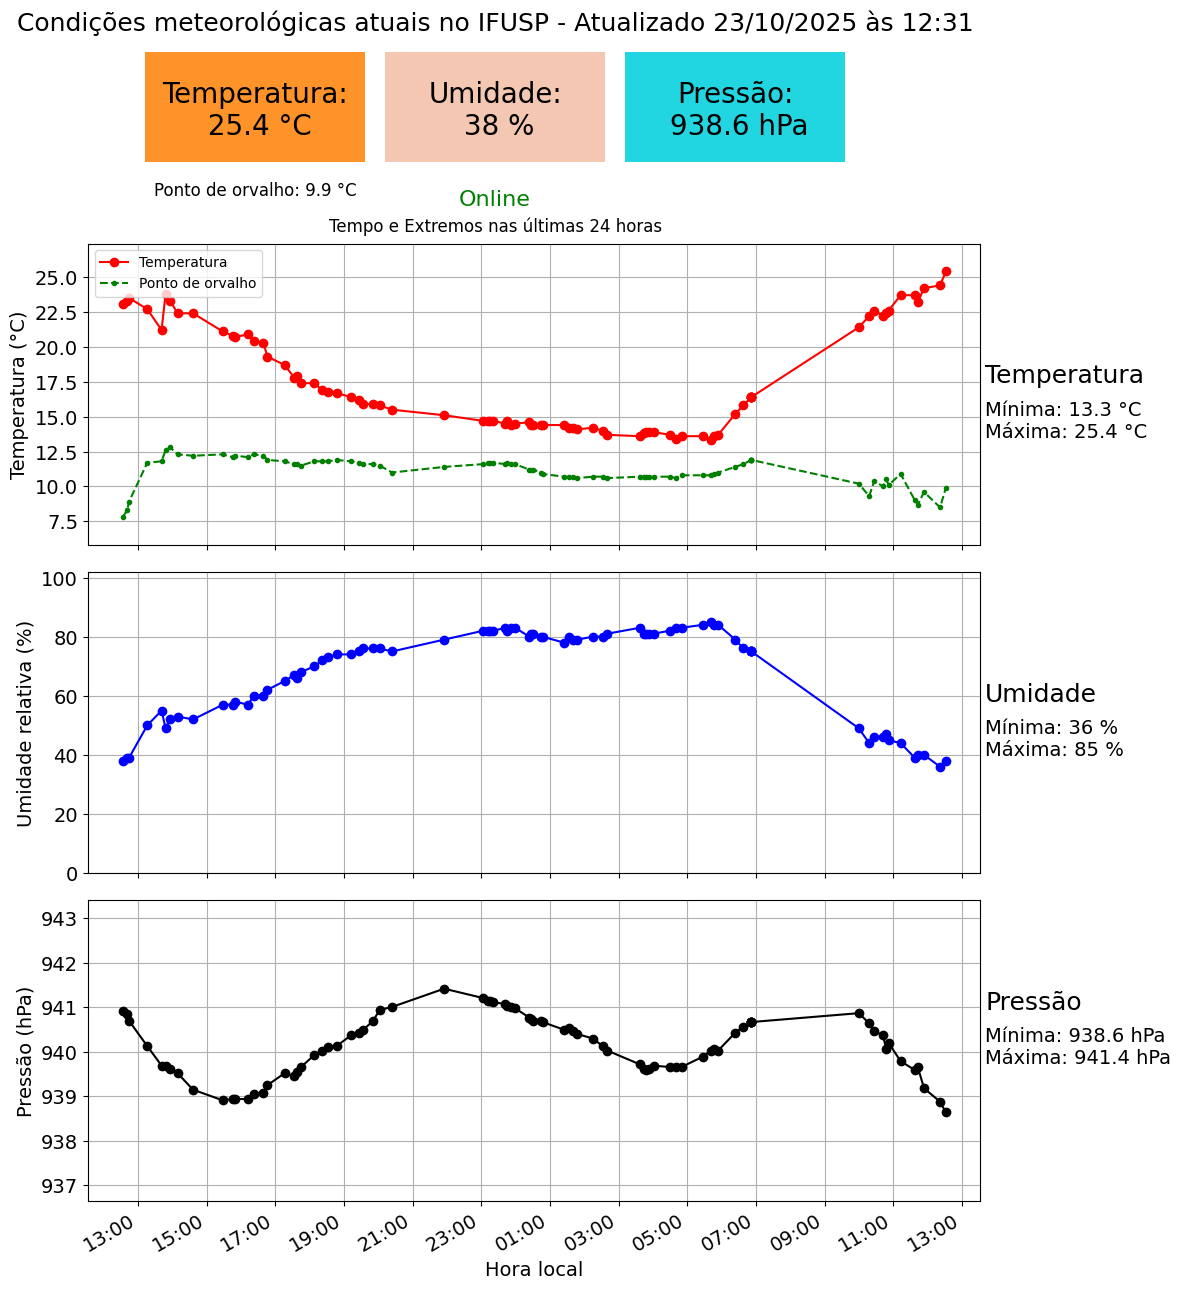 Condições meteorológicas atuais no IFUSP - Atualizado 23/10/2025 às 12:31
Temperatura:
25.4 °C
Umidade:
38 %
Pressão:
938.6 hPa
Ponto de orvalho: 9.9 °C
Online
Tempo e Extremos nas últimas 24 horas
Temperatura
Ponto de orvalho
25.0
22.5
20.0
17.5
15.0
12.5
10.0
7.5
Temperatura (°C)
Temperatura
Mínima: 13.3 °C
Máxima: 25.4 °C
100
80
60
40
20
0
Umidade relativa (%)
Umidade
Mínima: 36 %
Máxima: 85 %
943
942
941
940
939
938
937
Pressão (hPa)
Pressão
Mínima: 938.6 hPa
Máxima: 941.4 hPa
13:00
15:00
17:00
19:00
21:00
23:00
01:00
03:00
05:00
07:00
09:00
11:00
13:00
Hora local